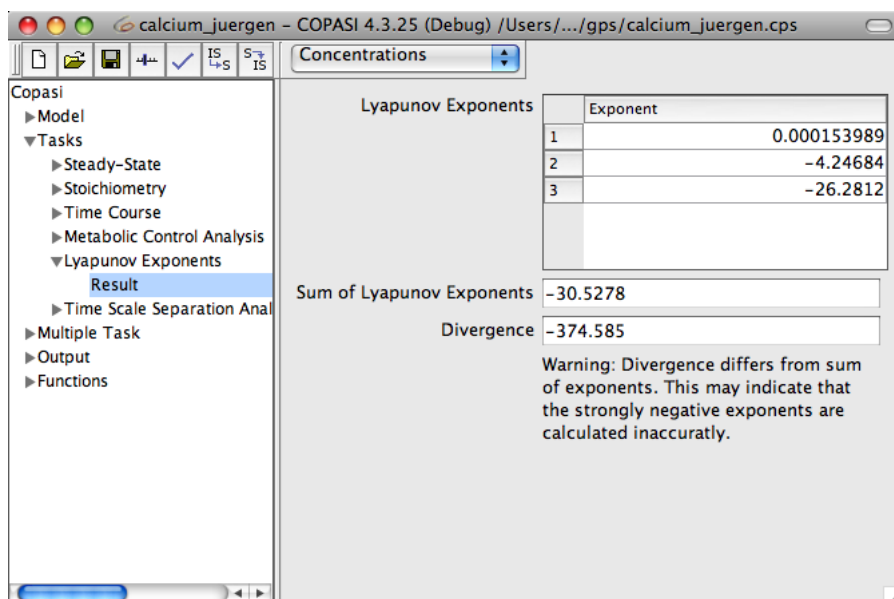 calcium_juergen - COPASI 4.3.25 (Debug) /Users/.../gps/calcium_juergen.cps
IS
S
S
IS
Concentrations
Copasi
Model
Tasks
Steady-State
Stoichiometry
Time Course
Metabolic Control Analysis
Lyapunov Exponents
Result
Time Scale Separation Anal
Multiple Task
Output
Functions
Lyapunov Exponents
Exponent
1 0.000153989
2 -4.24684
3 -26.2812
Sum of Lyapunov Exponents -30.5278
Divergence -374.585
Warning: Divergence differs from sum
of exponents. This may indicate that
the strongly negative exponents are
calculated inaccuratly.